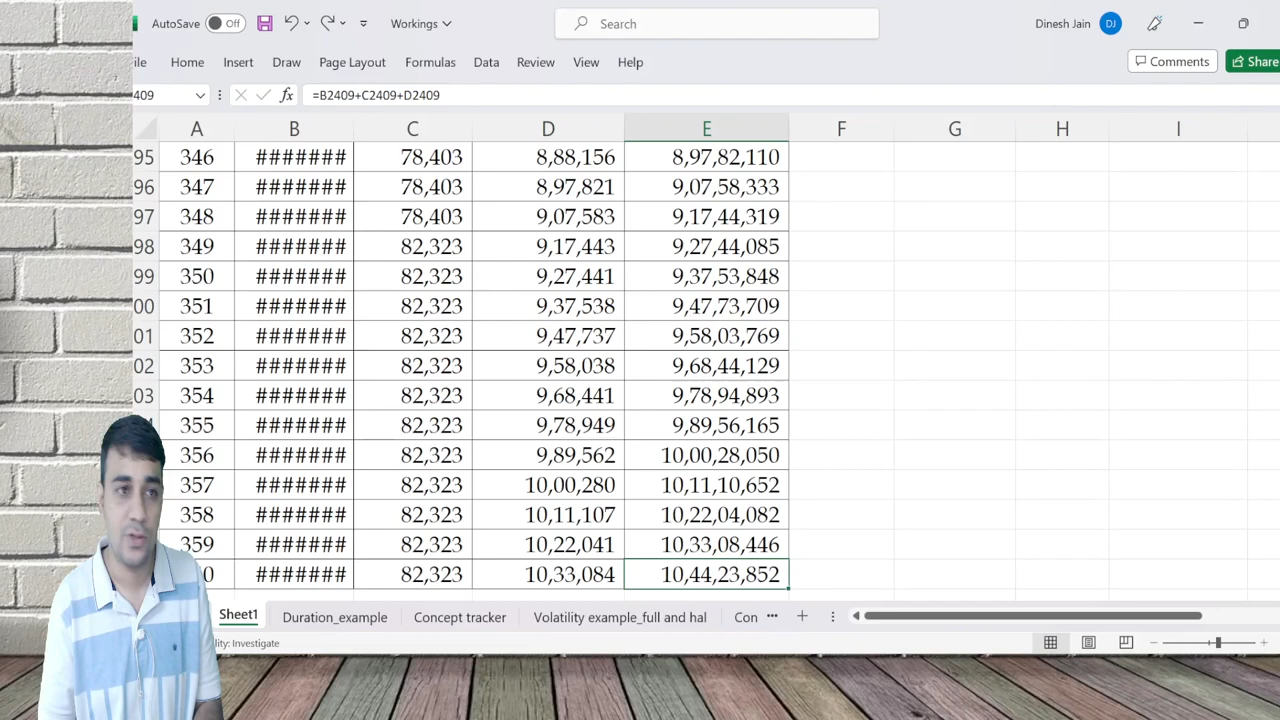 AutoSave Off Workings Search Dinesh Jain DJ
ile Home Insert Draw Page Layout Formulas Data Review View Help Comments Share
409 fx =B2409+C2409+D2409
A B C D E F G H I
95 346 ####### 78,403 8,88,156 8,97,82,110
96 347 ####### 78,403 8,97,821 9,07,58,333
97 348 ####### 78,403 9,07,583 9,17,44,319
98 349 ####### 82,323 9,17,443 9,27,44,085
99 350 ####### 82,323 9,27,441 9,37,53,848
00 351 ####### 82,323 9,37,538 9,47,73,709
01 352 ####### 82,323 9,47,737 9,58,03,769
02 353 ####### 82,323 9,58,038 9,68,44,129
03 354 ####### 82,323 9,68,441 9,78,94,893
355 ####### 82,323 9,78,949 9,89,56,165
356 ####### 82,323 9,89,562 10,00,28,050
357 ####### 82,323 10,00,280 10,11,10,652
358 ####### 82,323 10,11,107 10,22,04,082
359 ####### 82,323 10,22,041 10,33,08,446
0 ####### 82,323 10,33,084 10,44,23,852
Sheet1 Duration_example Concept tracker Volatility example_full and hal Con
lity: Investigate